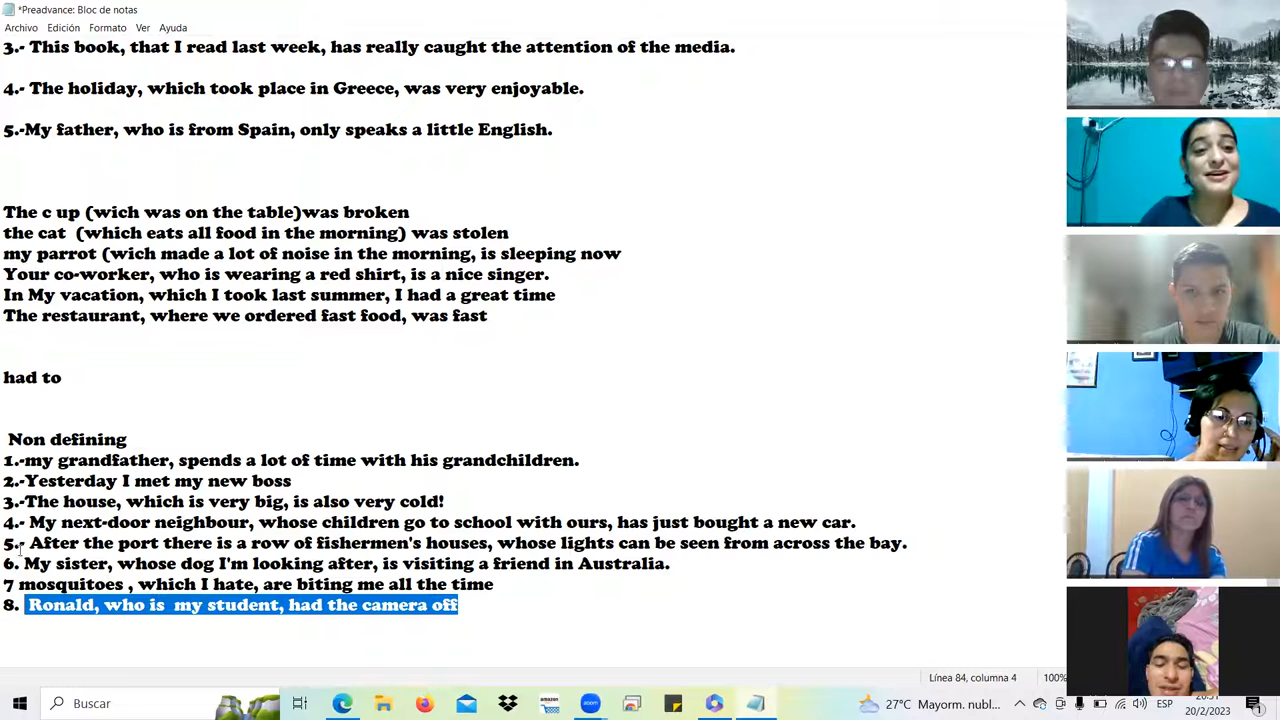 *Preadvance: Bloc de notas
Archivo Edición Formato Ver Ayuda
3.- This book, that I read last week, has really caught the attention of the media.
4.- The holiday, which took place in Greece, was very enjoyable.
5.-My father, who is from Spain, only speaks a little English.
The c up (wich was on the table)was broken
the cat (which eats all food in the morning) was stolen
my parrot (wich made a lot of noise in the morning, is sleeping now
Your co-worker, who is wearing a red shirt, is a nice singer.
In My vacation, which I took last summer, I had a great time
The restaurant, where we ordered fast food, was fast
had to
Non defining
1.-my grandfather, spends a lot of time with his grandchildren.
2.-Yesterday I met my new boss
3.-The house, which is very big, is also very cold!
4.- My next-door neighbour, whose children go to school with ours, has just bought a new car.
5.- After the port there is a row of fishermen's houses, whose lights can be seen from across the bay.
6. My sister, whose dog I'm looking after, is visiting a friend in Australia.
7 mosquitoes , which I hate, are biting me all the time
8. Ronald, who is my student, had the camera off
Línea 84, columna 4 100%
Buscar
amazon
zoom
27°C Mayorm. nubl...
ESP
20/2/2023
1